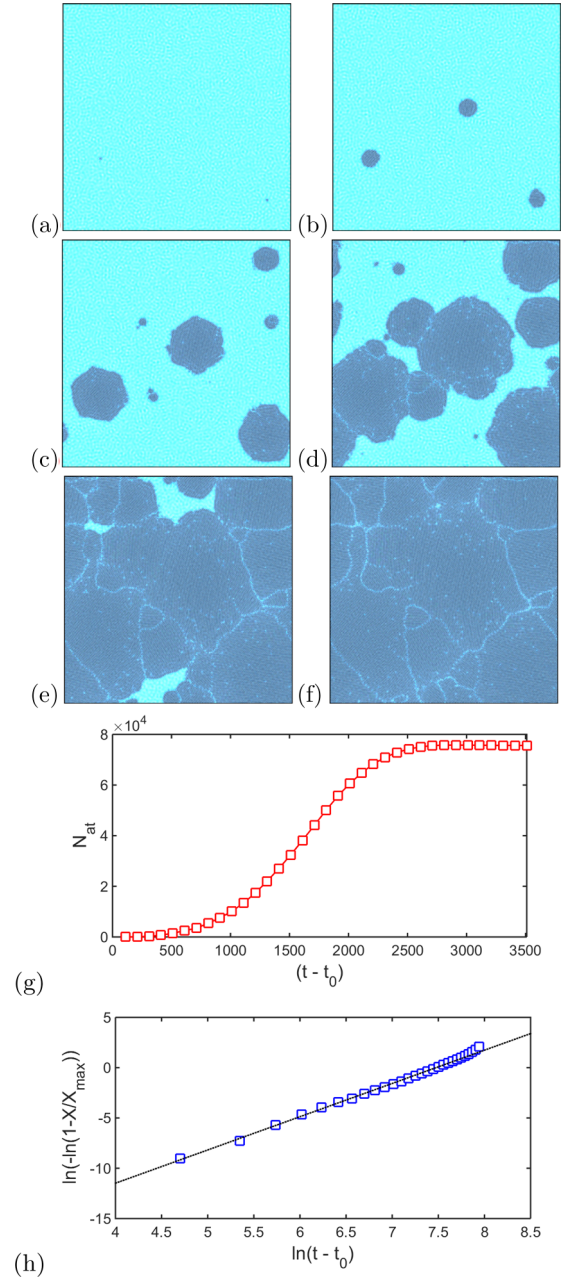 (a) (b)
(c) (d)
(e) (f)
×10⁴
8
6
4
2
0
N_at
0 500 1000 1500 2000 2500 3000 3500
(t - t₀)
(g)
5
0
-5
-10
-15
ln(-ln(1-X/X_max))
4 4.5 5 5.5 6 6.5 7 7.5 8 8.5
ln(t - t₀)
(h)